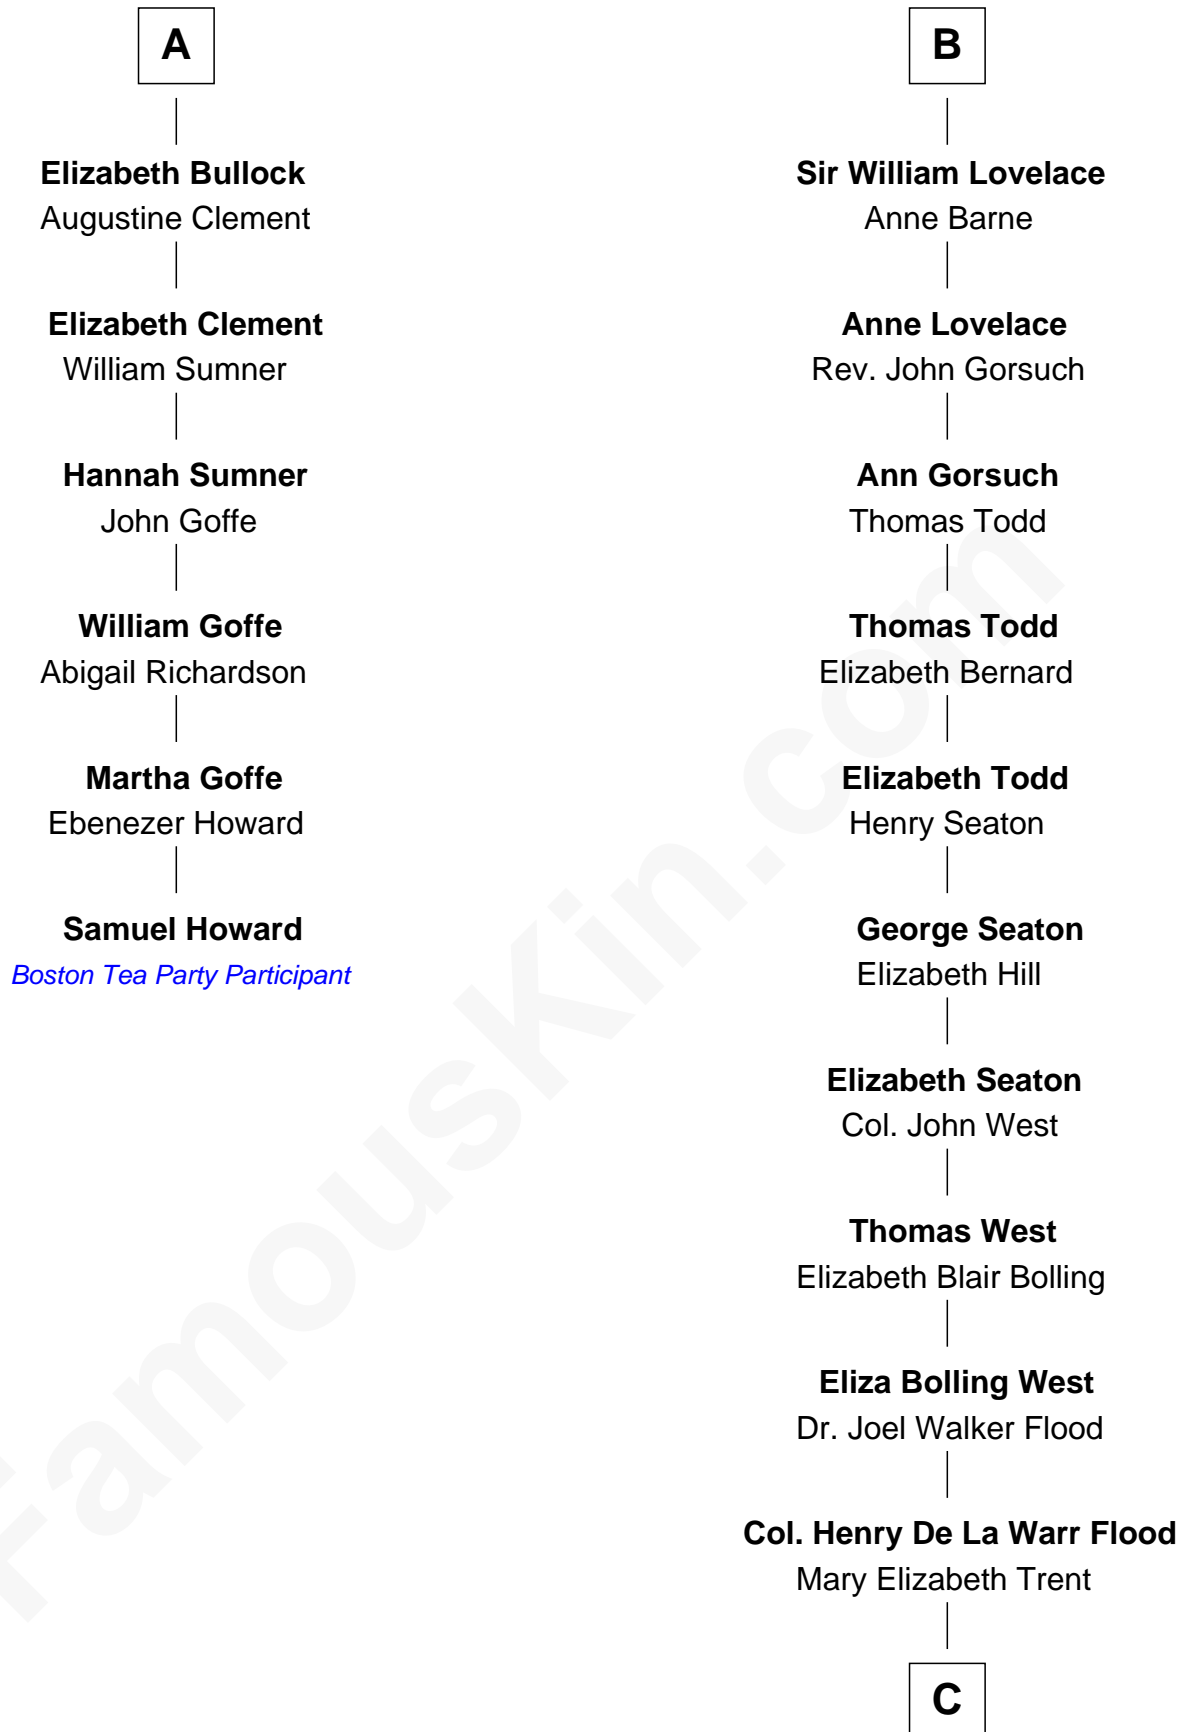 A
Elizabeth Bullock
Augustine Clement
Elizabeth Clement
William Sumner
Hannah Sumner
John Goffe
William Goffe
Abigail Richardson
Martha Goffe
Ebenezer Howard
Samuel Howard
Boston Tea Party Participant
B
Sir William Lovelace
Anne Barne
Anne Lovelace
Rev. John Gorsuch
Ann Gorsuch
Thomas Todd
Thomas Todd
Elizabeth Bernard
Elizabeth Todd
Henry Seaton
George Seaton
Elizabeth Hill
Elizabeth Seaton
Col. John West
Thomas West
Elizabeth Blair Bolling
Eliza Bolling West
Dr. Joel Walker Flood
Col. Henry De La Warr Flood
Mary Elizabeth Trent
C
FamousKin.com